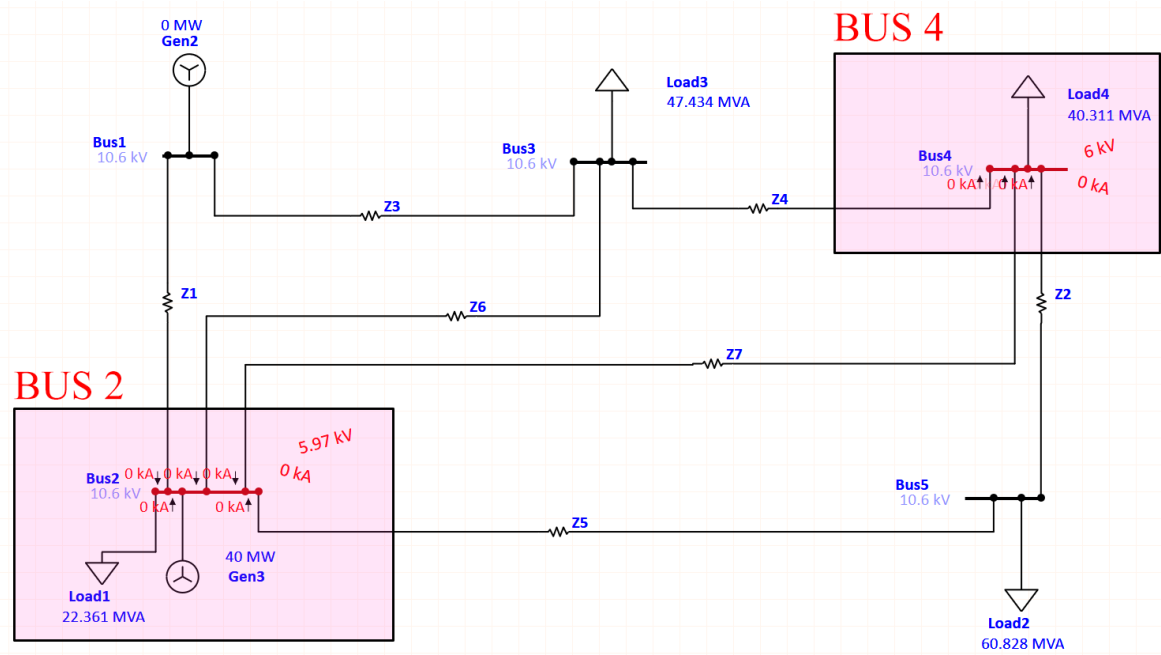 0 MW
Gen2
BUS 4
Load3
47.434 MVA
Load4
40.311 MVA
Bus1
10.6 kV
Bus3
10.6 kV
Bus4
10.6 kV
6 kV
0 kA
0 kA
0 kA
Z3
Z4
Z1
Z6
Z2
Z7
BUS 2
5.97 kV
0 kA
Bus2
10.6 kV
0 kA
0 kA
0 kA
0 kA
0 kA
Bus5
10.6 kV
Z5
40 MW
Gen3
Load1
22.361 MVA
Load2
60.828 MVA